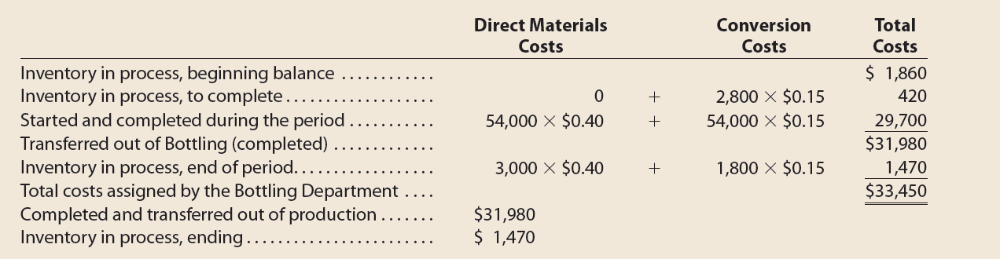 Direct Materials Conversion Total
Costs Costs Costs
Inventory in process, beginning balance ............ $ 1,860
Inventory in process, to complete................... 0 + 2,800 × $0.15 420
Started and completed during the period ........... 54,000 × $0.40 + 54,000 × $0.15 29,700
Transferred out of Bottling (completed) ............. $31,980
Inventory in process, end of period.................. 3,000 × $0.40 + 1,800 × $0.15 1,470
Total costs assigned by the Bottling Department .... $33,450
Completed and transferred out of production ....... $31,980
Inventory in process, ending........................ $ 1,470